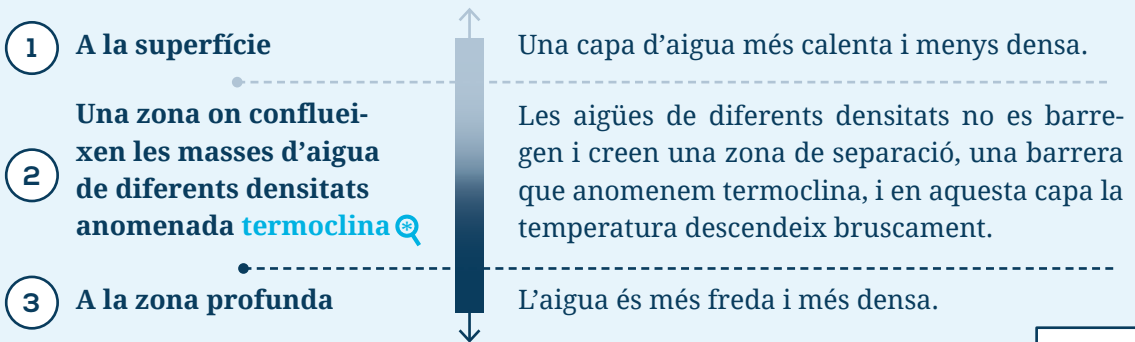 1 A la superfície
Una capa d’aigua més calenta i menys densa.
2 Una zona on confluei-
xen les masses d’aigua
de diferents densitats
anomenada termoclina
Les aigües de diferents densitats no es barre-
gen i creen una zona de separació, una barrera
que anomenem termoclina, i en aquesta capa la
temperatura descendeix bruscament.
3 A la zona profunda
L’aigua és més freda i més densa.